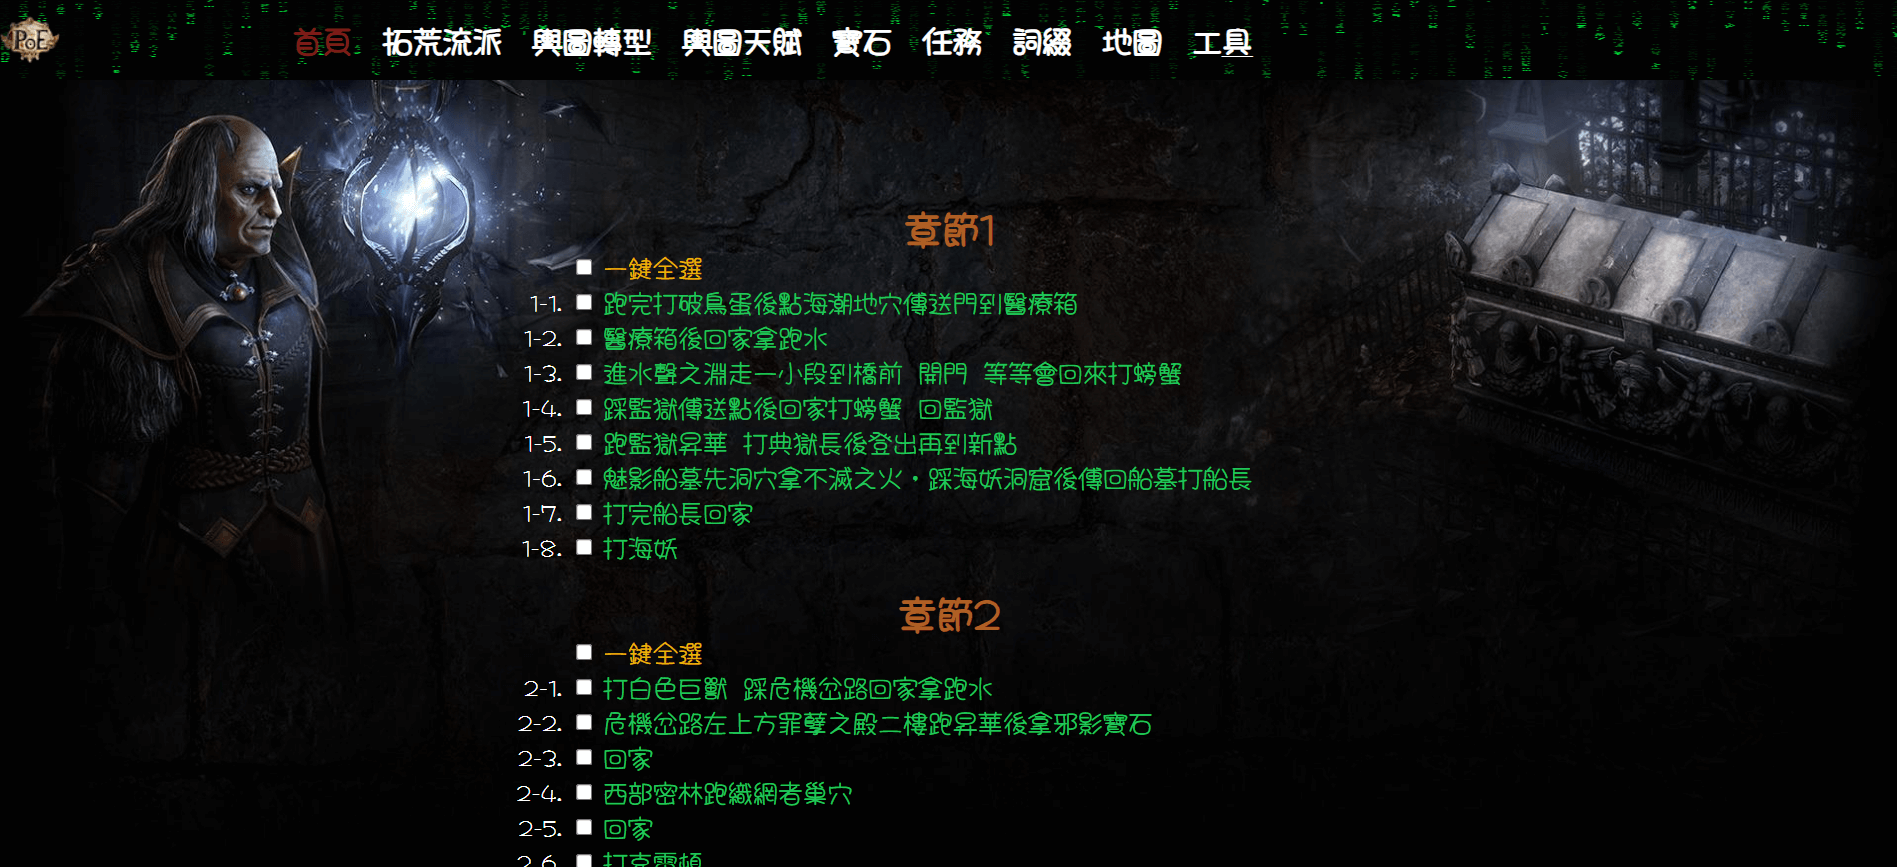 PoE 首頁 拓荒流派 輿圖轉型 輿圖天賦 寶石 任務 詞綴 地圖 工具
章節1
一鍵全選
1-1. 跑完打破鳥蛋後點海潮地穴傳送門到醫療箱
1-2. 醫療箱後回家拿跑水
1-3. 進水聲之淵走一小段到橋前 開門 等等會回來打螃蟹
1-4. 踩監獄傳送點後回家打螃蟹 回監獄
1-5. 跑監獄昇華 打典獄長後登出再到新點
1-6. 魅影船墓先洞穴拿不滅之火，踩海妖洞窟後傳回船墓打船長
1-7. 打完船長回家
1-8. 打海妖
章節2
一鍵全選
2-1. 打白色巨獸 踩危機岔路回家拿跑水
2-2. 危機岔路左上方罪孽之殿二樓跑昇華後拿邪影寶石
2-3. 回家
2-4. 西部密林跑織網者巢穴
2-5. 回家
2-6. 打克雷頓